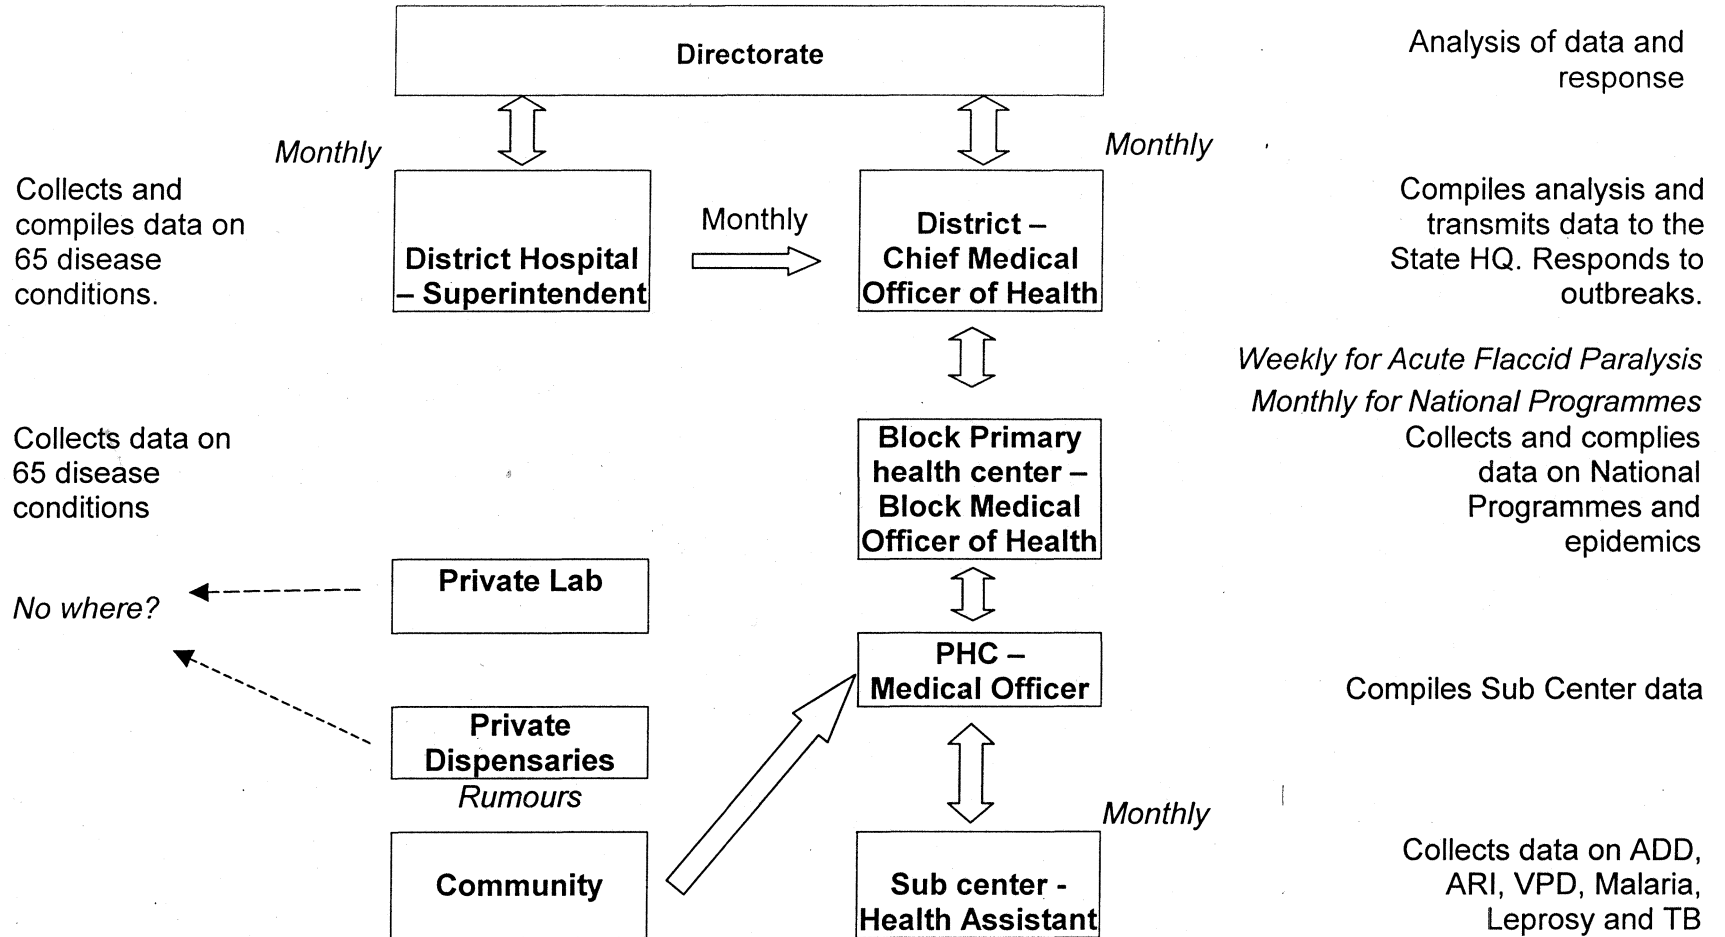 Directorate
Analysis of data and
response
Monthly
Monthly
Collects and
compiles data on
65 disease
conditions.
District Hospital
– Superintendent
Monthly
District –
Chief Medical
Officer of Health
Compiles analysis and
transmits data to the
State HQ. Responds to
outbreaks.
Weekly for Acute Flaccid Paralysis
Monthly for National Programmes
Collects data on
65 disease
conditions
Block Primary
health center –
Block Medical
Officer of Health
Collects and complies
data on National
Programmes and
epidemics
Private Lab
No where?
PHC –
Medical Officer
Compiles Sub Center data
Private
Dispensaries
Rumours
Monthly
Community
Sub center -
Health Assistant
Collects data on ADD,
ARI, VPD, Malaria,
Leprosy and TB